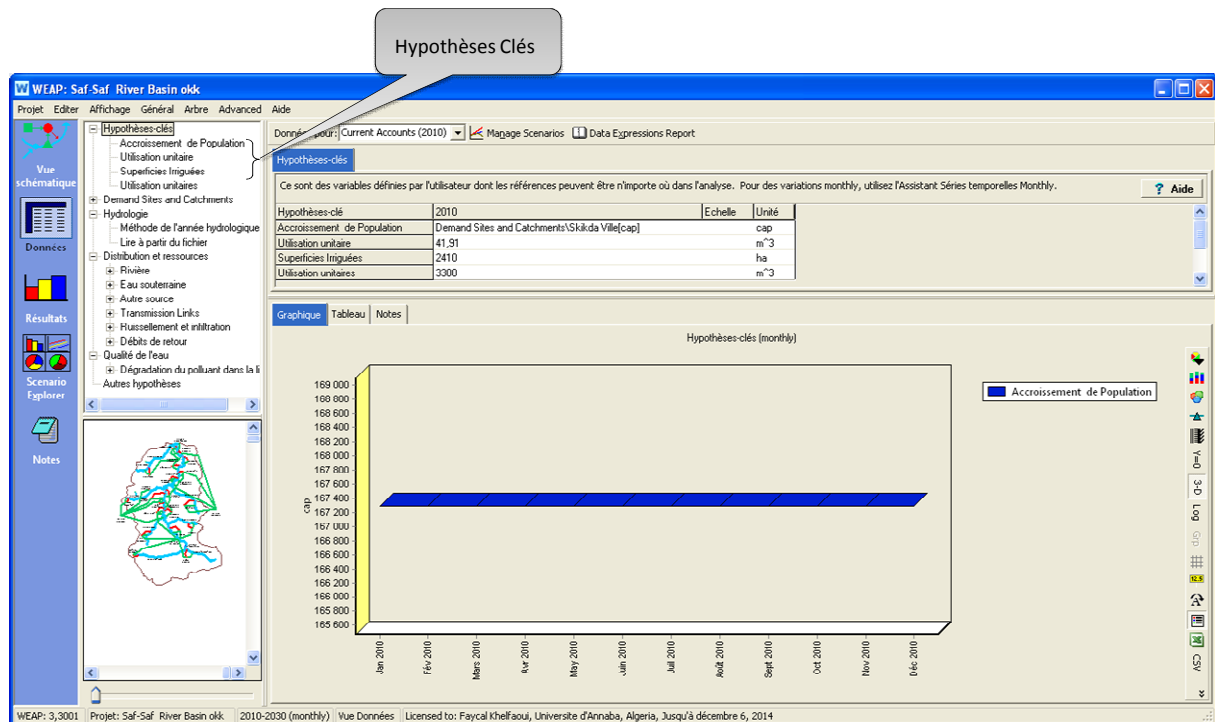 Hypothèses Clés
WEAP: Saf-Saf River Basin okk
Projet Editer Affichage Général Arbre Advanced Aide
Vue schématique
Données
Résultats
Scenario Explorer
Notes
Hypothèses-clés
Accroissement de Population
Utilisation unitaire
Superficies Irriguées
Utilisation unitaires
Demand Sites and Catchments
Hydrologie
Méthode de l'année hydrologique
Lire à partir du fichier
Distribution et ressources
Rivière
Eau souterraine
Autre source
Transmission Links
Ruissellement et infiltration
Débits de retour
Qualité de l'eau
Dégradation du polluant dans la li
Autres hypothèses
Données pour: Current Accounts (2010) Manage Scenarios Data Expressions Report
Hypothèses-clés
Ce sont des variables définies par l'utilisateur dont les références peuvent être n'importe où dans l'analyse. Pour des variations monthly, utilisez l'Assistant Séries temporelles Monthly.
? Aide
Hypothèses-clé 2010 Echelle Unité
Accroissement de Population Demand Sites and Catchments\Skikda Ville[cap] cap
Utilisation unitaire 41,91 m^3
Superficies Irriguées 2410 ha
Utilisation unitaires 3300 m^3
Graphique Tableau Notes
Hypothèses-clés (monthly)
169 000
168 800
168 600
168 400
168 200
168 000
167 800
167 600
167 400
167 200
167 000
166 800
166 600
166 400
166 200
166 000
165 800
165 600
cap
Jan 2010
Fév 2010
Mars 2010
Avr 2010
May 2010
Juin 2010
Juil 2010
Août 2010
Sept 2010
Oct 2010
Nov 2010
Déc 2010
Accroissement de Population
Y=0
3-D
Log
Grp
12.5
CSV
WEAP: 3,3001 Projet: Saf-Saf River Basin okk 2010-2030 (monthly) Vue Données Licensed to: Faycal Khelfaoui, Universite d'Annaba, Algeria, Jusqu'à décembre 6, 2014